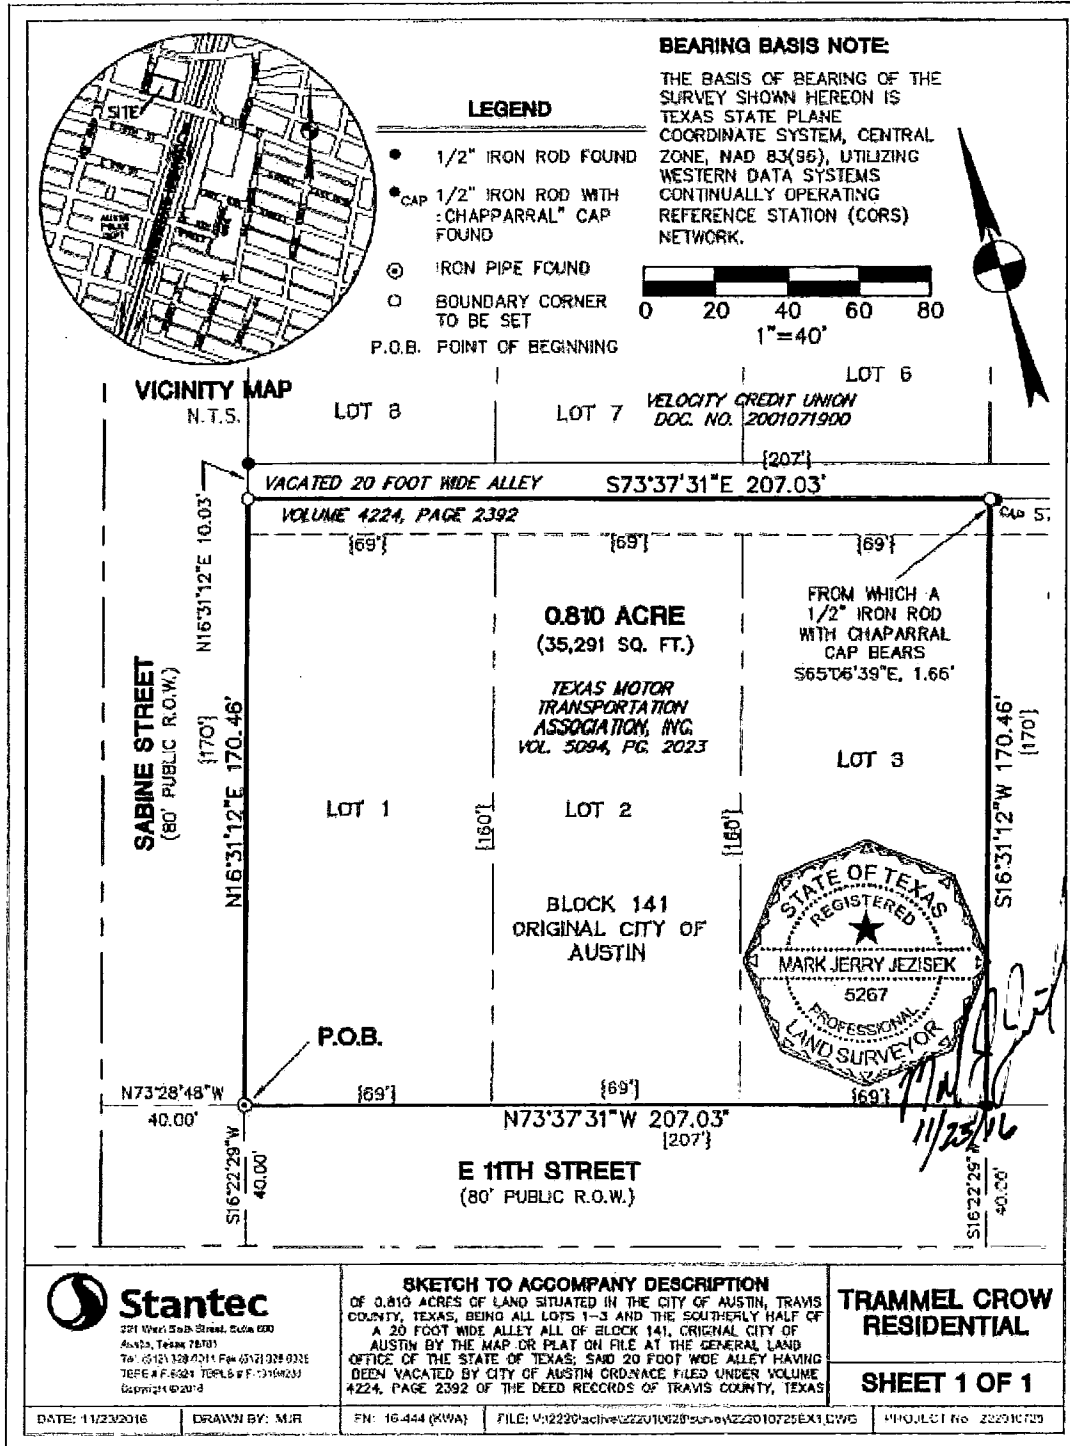 BEARING BASIS NOTE:
THE BASIS OF BEARING OF THE
SURVEY SHOWN HEREON IS
TEXAS STATE PLANE
COORDINATE SYSTEM, CENTRAL
ZONE, NAD 83(96), UTILIZING
WESTERN DATA SYSTEMS
CONTINUALLY OPERATING
REFERENCE STATION (CORS)
NETWORK.
LEGEND
1/2" IRON ROD FOUND
CAP 1/2" IRON ROD WITH
:CHAPPARRAL" CAP
FOUND
IRON PIPE FOUND
BOUNDARY CORNER
TO BE SET
P.O.B. POINT OF BEGINNING
0 20 40 60 80
1"=40'
SITE
VICINITY MAP
N.T.S.
LOT 8
LOT 7
LOT 6
VELOCITY CREDIT UNION
DOC. NO. 2001071900
[207']
VACATED 20 FOOT WIDE ALLEY
S73°37'31"E 207.03'
VOLUME 4224, PAGE 2392
CAP
[69']
[69']
[69']
N16°31'12"E 10.03'
FROM WHICH A
1/2" IRON ROD
WITH CHAPARRAL
CAP BEARS
S65°06'39"E, 1.66'
0.810 ACRE
(35,291 SQ. FT.)
TEXAS MOTOR
TRANSPORTATION
ASSOCIATION, INC.
VOL. 5094, PG. 2023
SABINE STREET
(80' PUBLIC R.O.W.)
[170']
N16°31'12"E 170.46'
LOT 1
[160']
LOT 2
[160']
LOT 3
S16°31'12"W 170.46'
[170']
BLOCK 141
ORIGINAL CITY OF
AUSTIN
STATE OF TEXAS
REGISTERED
MARK JERRY JEZISEK
5267
PROFESSIONAL
LAND SURVEYOR
11/23/16
P.O.B.
N73°28'48"W
40.00'
[69']
[69']
[69']
N73°37'31"W 207.03"
[207']
S16°22'29"W
40.00'
S16°22'29"
40.00'
E 11TH STREET
(80' PUBLIC R.O.W.)
Stantec
Austin, Texas 78701
SKETCH TO ACCOMPANY DESCRIPTION
OF 0.810 ACRES OF LAND SITUATED IN THE CITY OF AUSTIN, TRAVIS
COUNTY, TEXAS, BEING ALL LOTS 1-3 AND THE SOUTHERLY HALF OF
A 20 FOOT WIDE ALLEY ALL OF BLOCK 141, ORIGINAL CITY OF
AUSTIN BY THE MAP OR PLAT ON FILE AT THE GENERAL LAND
OFFICE OF THE STATE OF TEXAS; SAID 20 FOOT WIDE ALLEY HAVING
BEEN VACATED BY CITY OF AUSTIN ORDINACE FILED UNDER VOLUME
4224, PAGE 2392 OF THE DEED RECORDS OF TRAVIS COUNTY, TEXAS
TRAMMEL CROW
RESIDENTIAL
SHEET 1 OF 1
DATE: 11/23/2016
DRAWN BY: MJR
FN: 16-444 (KWA)
PROJECT No. 222010725